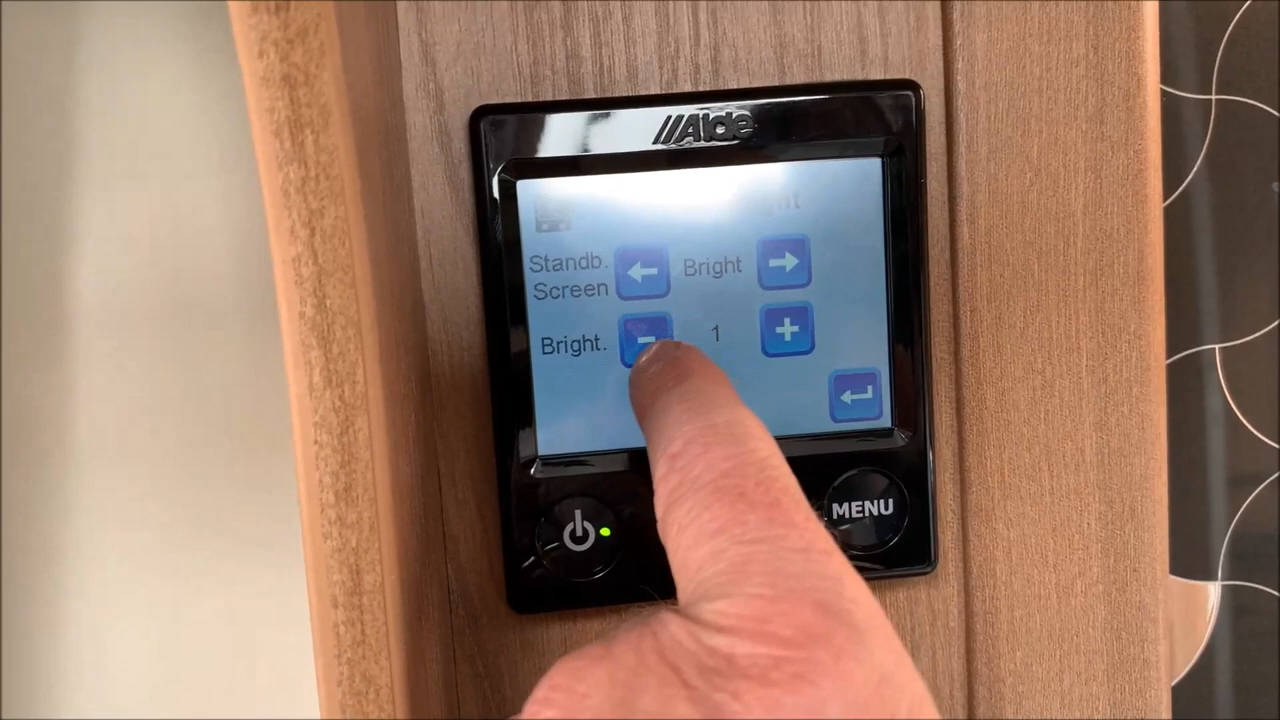 //Alde
Standb. Bright
Screen
Bright. - 1 +
MENU